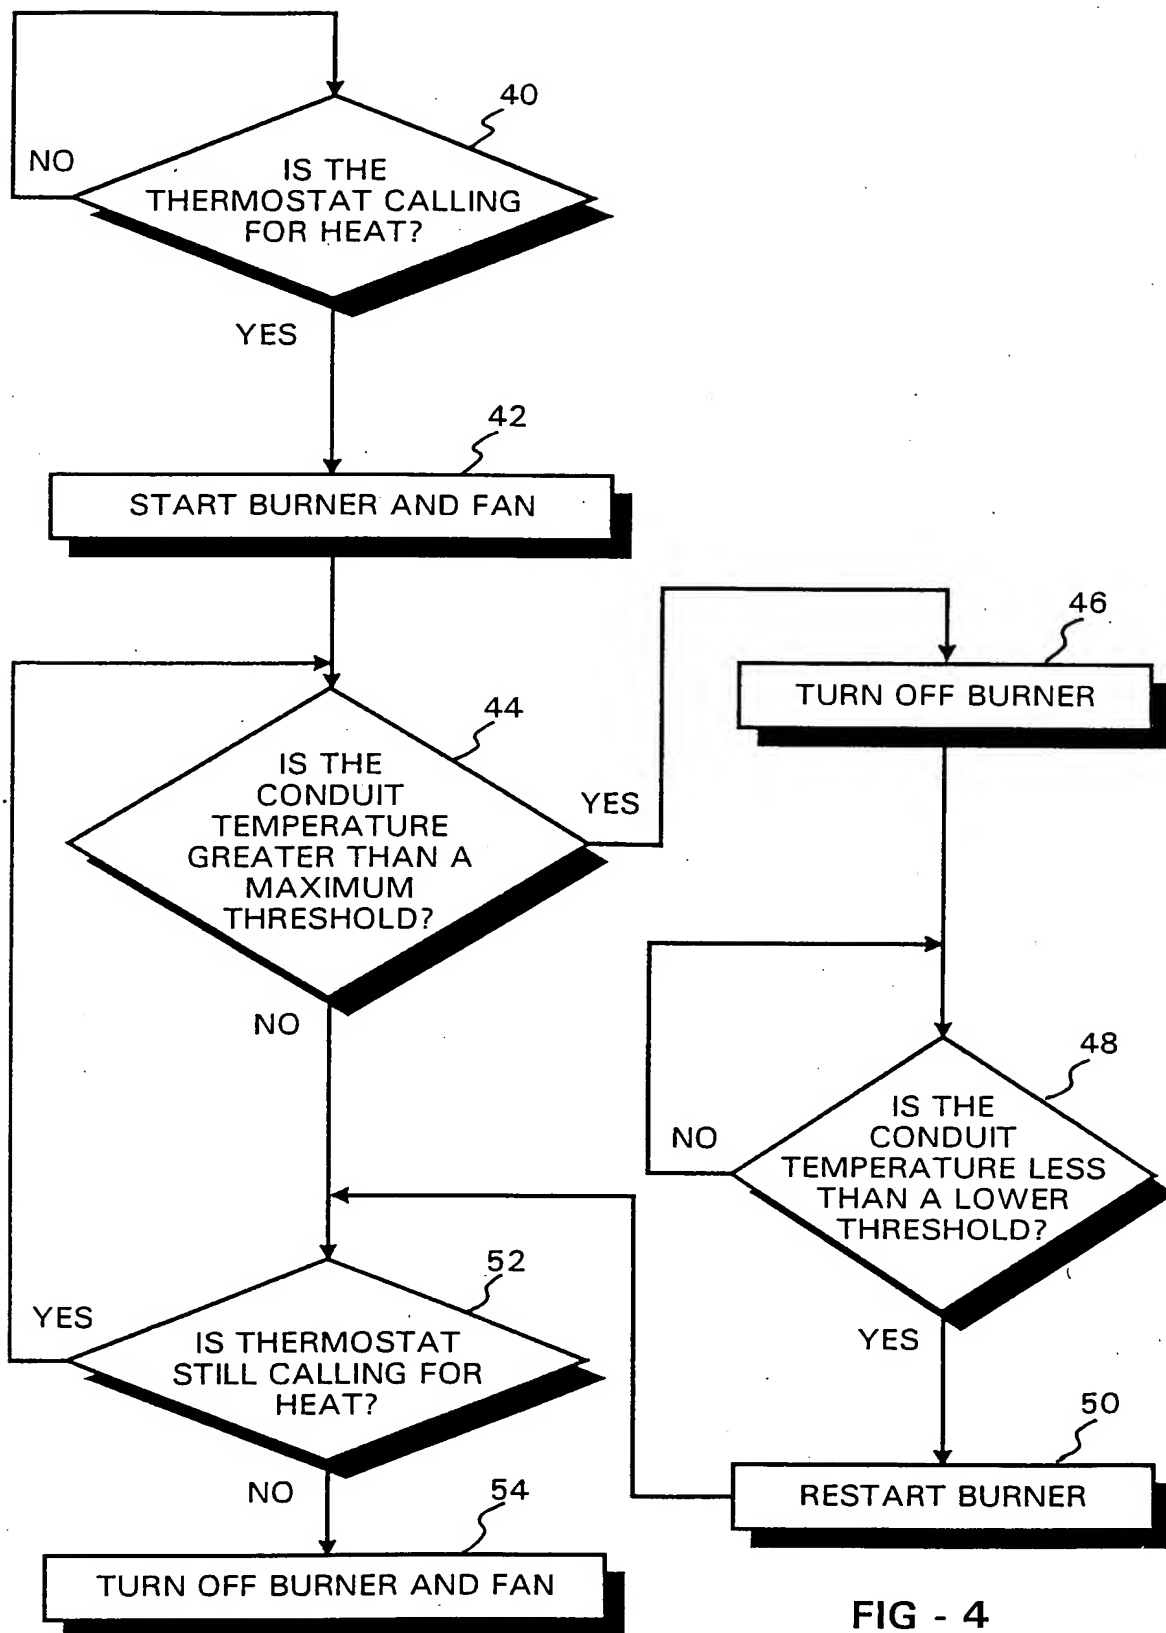 40
NO
IS THE
THERMOSTAT CALLING
FOR HEAT?
YES
42
START BURNER AND FAN
46
TURN OFF BURNER
44
IS THE
CONDUIT
TEMPERATURE
GREATER THAN A
MAXIMUM
THRESHOLD?
YES
NO
48
IS THE
CONDUIT
TEMPERATURE LESS
THAN A LOWER
THRESHOLD?
NO
YES
52
YES
IS THERMOSTAT
STILL CALLING FOR
HEAT?
NO
50
RESTART BURNER
54
TURN OFF BURNER AND FAN
FIG - 4